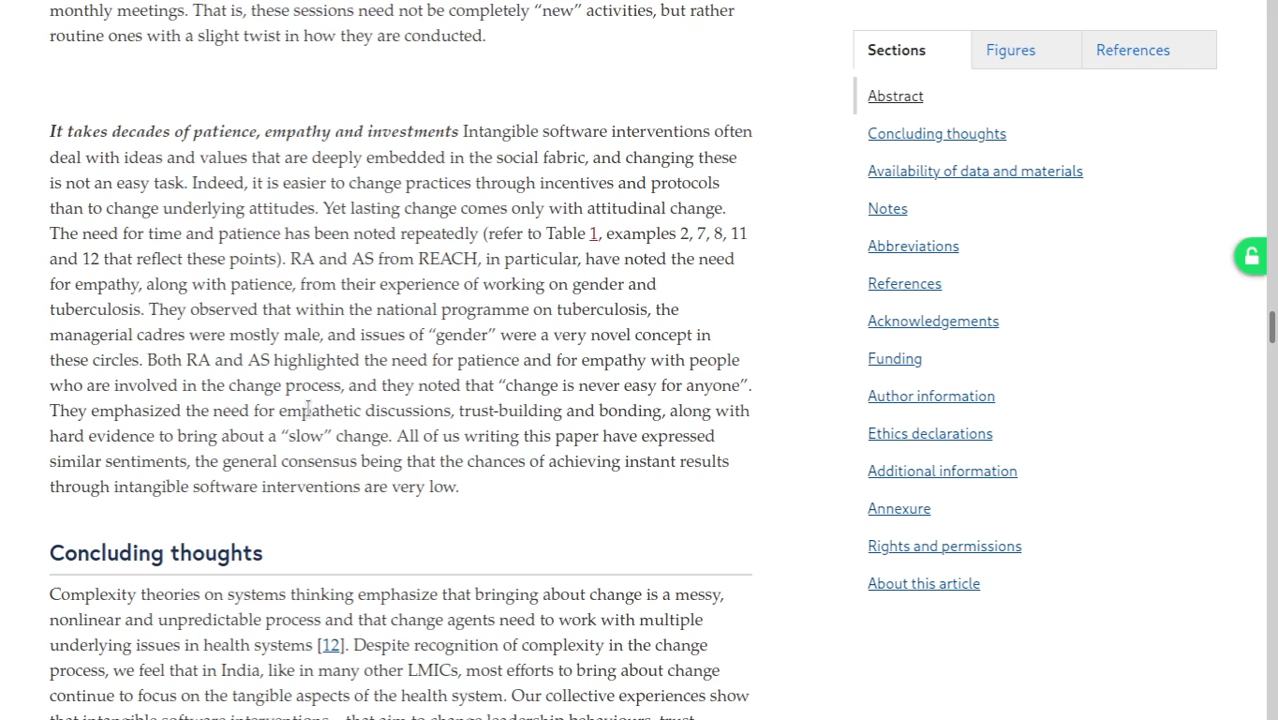 monthly meetings. That is, these sessions need not be completely “new” activities, but rather
routine ones with a slight twist in how they are conducted.
It takes decades of patience, empathy and investments Intangible software interventions often
deal with ideas and values that are deeply embedded in the social fabric, and changing these
is not an easy task. Indeed, it is easier to change practices through incentives and protocols
than to change underlying attitudes. Yet lasting change comes only with attitudinal change.
The need for time and patience has been noted repeatedly (refer to Table 1, examples 2, 7, 8, 11
and 12 that reflect these points). RA and AS from REACH, in particular, have noted the need
for empathy, along with patience, from their experience of working on gender and
tuberculosis. They observed that within the national programme on tuberculosis, the
managerial cadres were mostly male, and issues of “gender” were a very novel concept in
these circles. Both RA and AS highlighted the need for patience and for empathy with people
who are involved in the change process, and they noted that “change is never easy for anyone”.
They emphasized the need for empathetic discussions, trust-building and bonding, along with
hard evidence to bring about a “slow” change. All of us writing this paper have expressed
similar sentiments, the general consensus being that the chances of achieving instant results
through intangible software interventions are very low.
Concluding thoughts
Complexity theories on systems thinking emphasize that bringing about change is a messy,
nonlinear and unpredictable process and that change agents need to work with multiple
underlying issues in health systems [12]. Despite recognition of complexity in the change
process, we feel that in India, like in many other LMICs, most efforts to bring about change
continue to focus on the tangible aspects of the health system. Our collective experiences show
that intangible software interventions – that aim to change leadership behaviours, trust
Sections
Figures
References
Abstract
Concluding thoughts
Availability of data and materials
Notes
Abbreviations
References
Acknowledgements
Funding
Author information
Ethics declarations
Additional information
Annexure
Rights and permissions
About this article